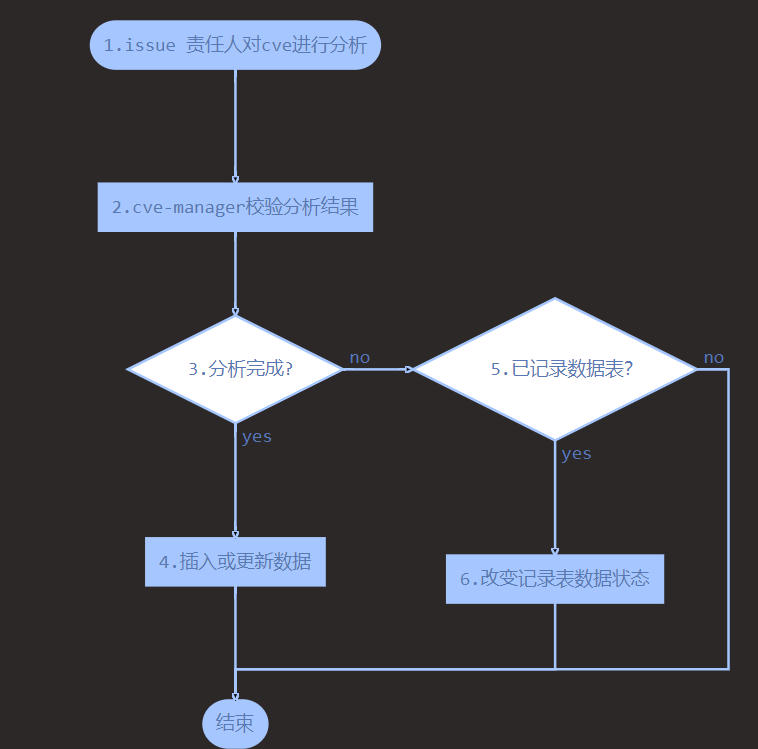 1.issue 责任人对cve进行分析
2.cve-manager校验分析结果
3.分析完成?
no
5.已记录数据表?
no
yes
yes
4.插入或更新数据
6.改变记录表数据状态
结束